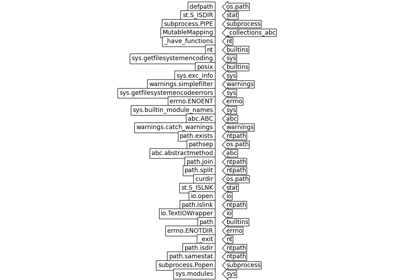 defpath os.path
st.S_ISDIR stat
subprocess.PIPE subprocess
MutableMapping _collections_abc
_have_functions nt
nt builtins
sys.getfilesystemencoding sys
posix builtins
sys.exc_info sys
warnings.simplefilter warnings
sys.getfilesystemencodeerrors sys
errno.ENOENT errno
sys.builtin_module_names sys
abc.ABC abc
warnings.catch_warnings warnings
path.exists ntpath
pathsep os.path
abc.abstractmethod abc
path.join ntpath
path.split ntpath
curdir os.path
st.S_ISLNK stat
io.open io
path.islink ntpath
io.TextIOWrapper io
path builtins
errno.ENOTDIR errno
_exit nt
path.isdir ntpath
path.samestat ntpath
subprocess.Popen subprocess
sys.modules sys